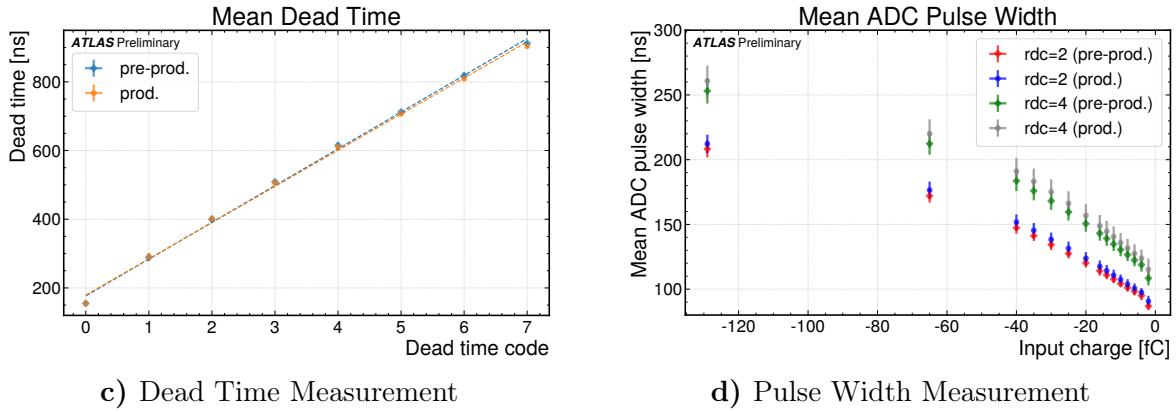 Mean Dead Time
ATLAS Preliminary
pre-prod.
prod.
Dead time [ns]
800
600
400
200
0 1 2 3 4 5 6 7
Dead time code
c) Dead Time Measurement
Mean ADC Pulse Width
ATLAS Preliminary
rdc=2 (pre-prod.)
rdc=2 (prod.)
rdc=4 (pre-prod.)
rdc=4 (prod.)
Mean ADC pulse width [ns]
300
250
200
150
100
-120 -100 -80 -60 -40 -20 0
Input charge [fC]
d) Pulse Width Measurement